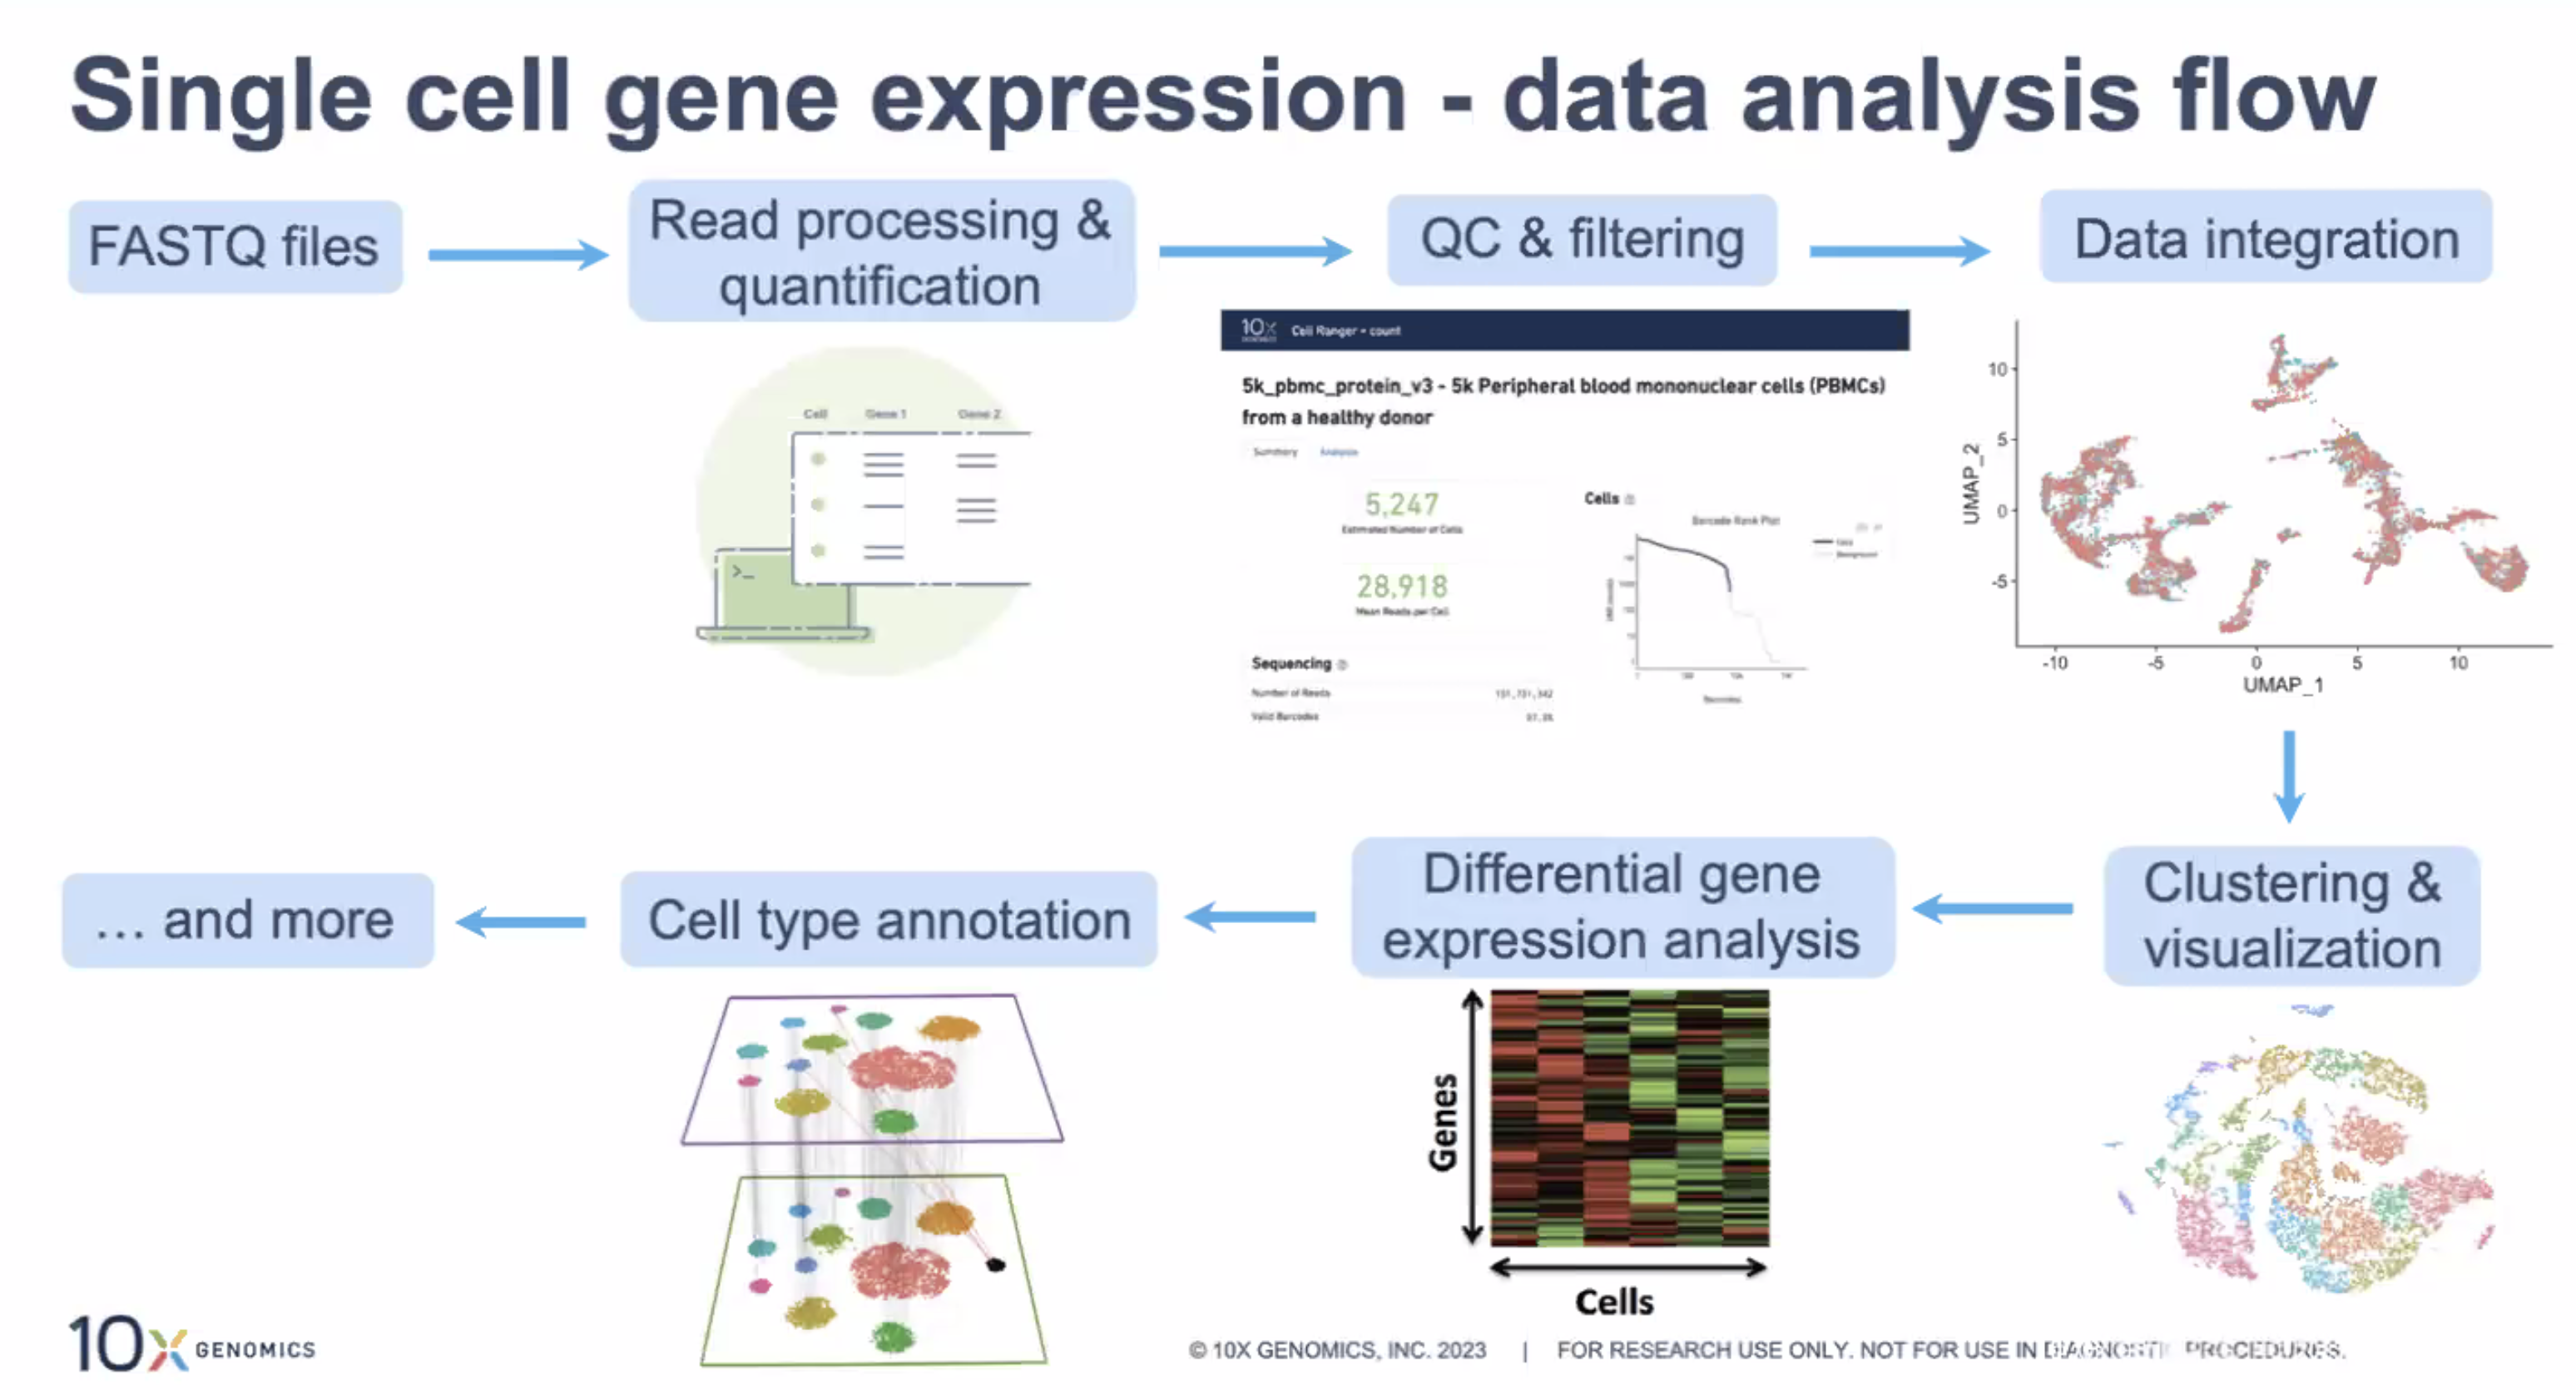 Single cell gene expression - data analysis flow
FASTQ files
Read processing &
quantification
QC & filtering
Data integration
Cell Gene 1 Gene 2
>_
10x GENOMICS Cell Ranger - count
5k_pbmc_protein_v3 - 5k Peripheral blood mononuclear cells (PBMCs)
from a healthy donor
Summary Analysis
5,247
Estimated Number of Cells
28,918
Mean Reads per Cell
Sequencing
Number of Reads
Valid Barcodes
Cells
Barcode Rank Plot
Cells
Background
Barcodes
UMAP_2
10
5
0
-5
-10 -5 0 5 10
UMAP_1
... and more
Cell type annotation
Differential gene
expression analysis
Clustering &
visualization
Genes
Cells
10x GENOMICS
© 10X GENOMICS, INC. 2023 | FOR RESEARCH USE ONLY. NOT FOR USE IN DIAGNOSTIC PROCEDURES.